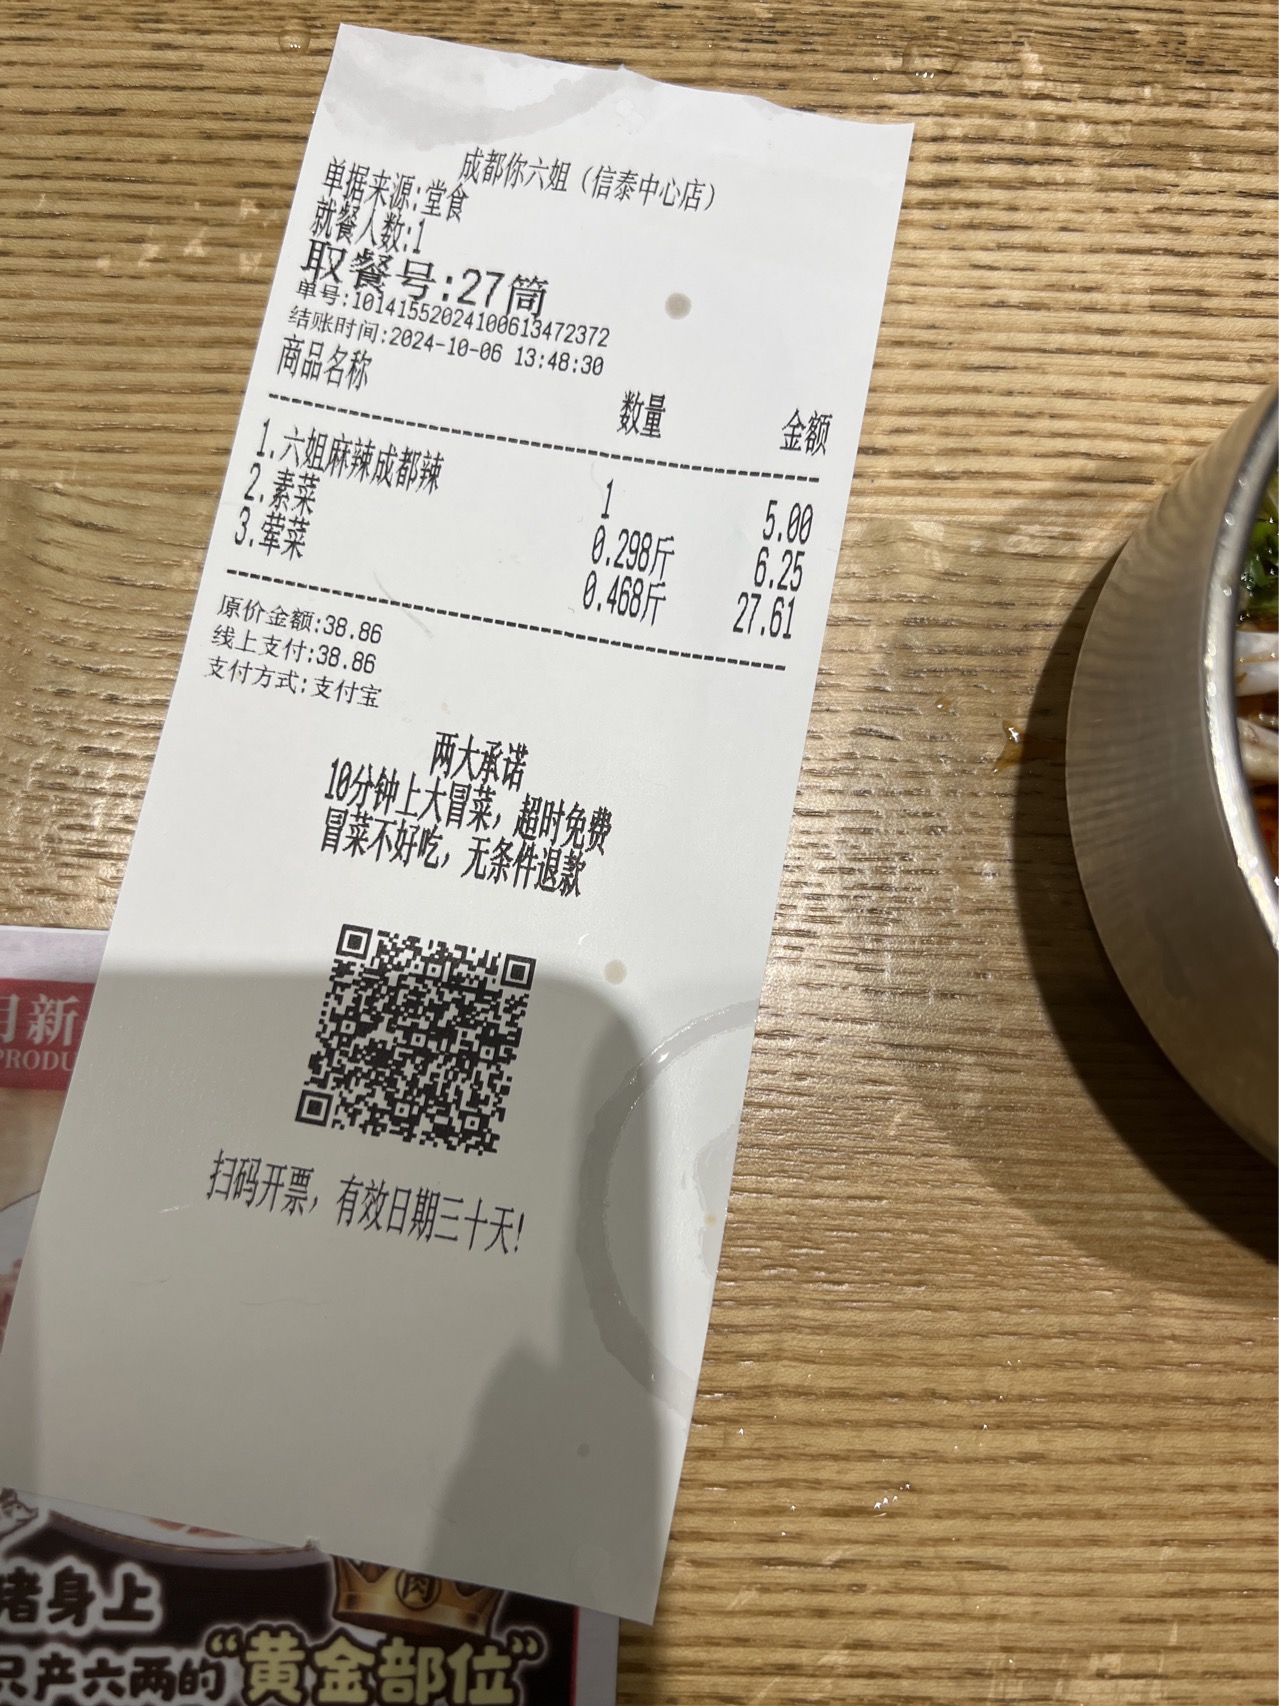 成都你六姐（信泰中心店）
单据来源:堂食
就餐人数:1
取餐号:27筒
单号:10141552024100613472372
结账时间:2024-10-06 13:48:30
商品名称 数量 金额
1.六姐麻辣成都辣 1 5.00
2.素菜 0.298斤 6.25
3.荤菜 0.468斤 27.61
原价金额:38.86
线上支付:38.86
支付方式:支付宝
两大承诺
10分钟上大冒菜，超时免费
冒菜不好吃，无条件退款
扫码开票，有效日期三十天!
月新
PRODU
肉
猪身上
只产六两的“黄金部位”